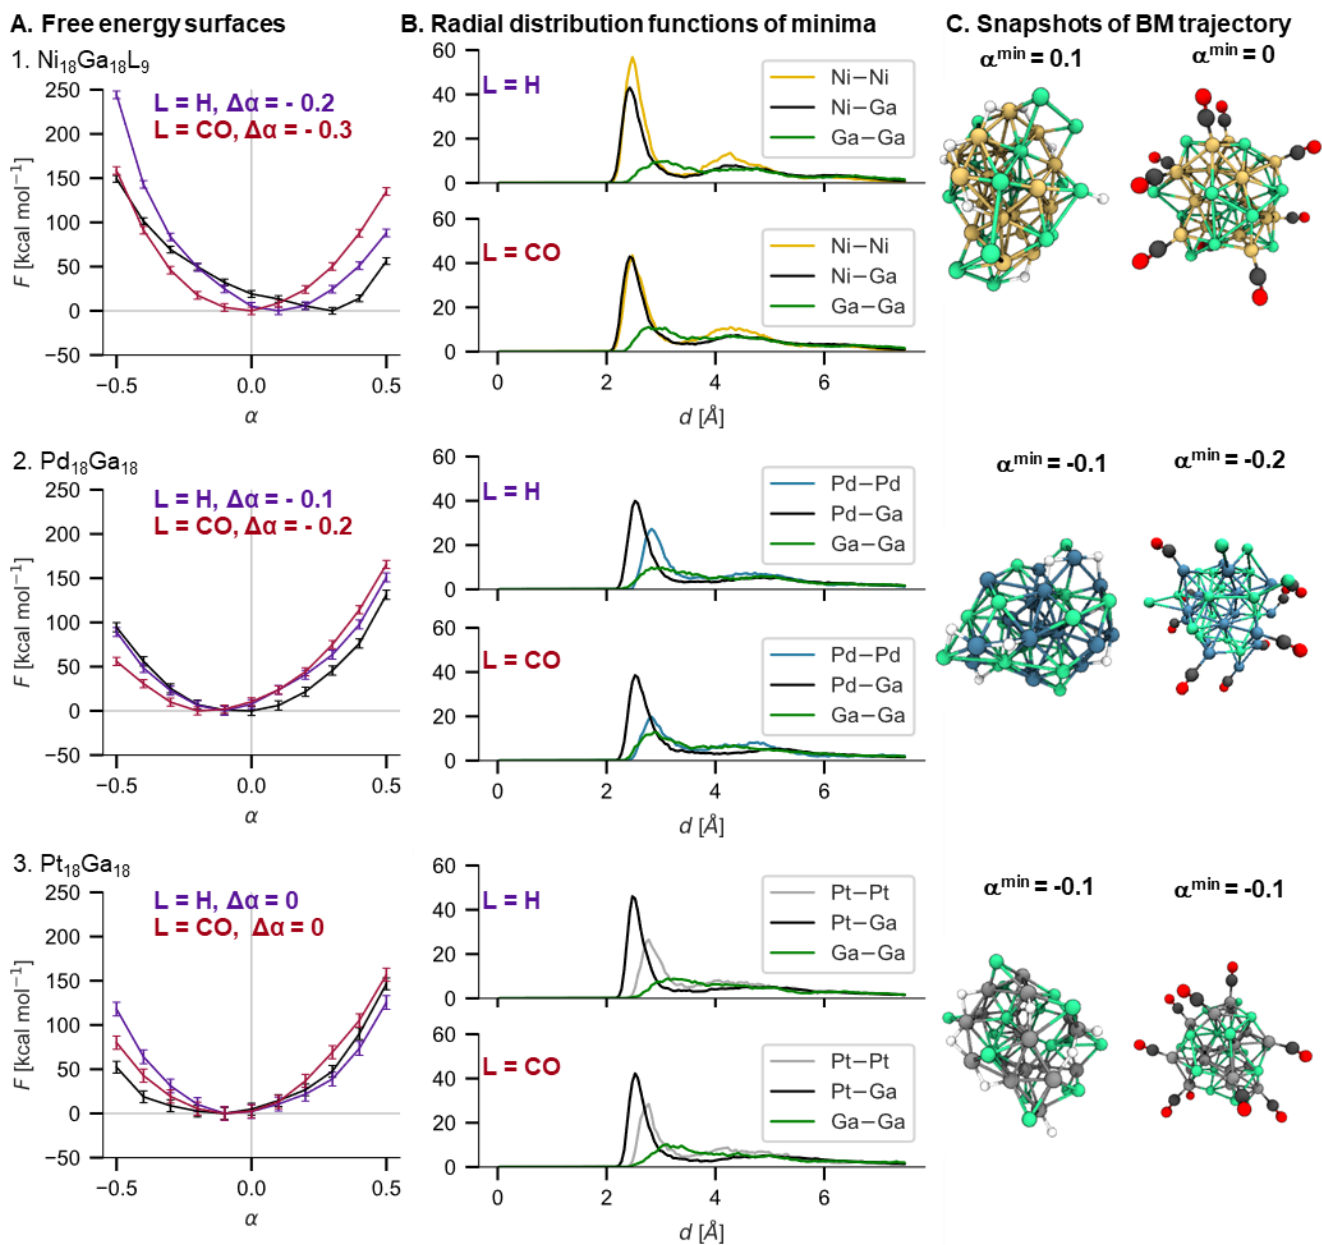 A. Free energy surfaces
B. Radial distribution functions of minima
C. Snapshots of BM trajectory
1. Ni₁₈Ga₁₈L₉
L = H, Δα = - 0.2
L = CO, Δα = - 0.3
250
200
150
100
50
0
−50
F [kcal mol⁻¹]
−0.5
0.0
0.5
α
60
40
20
0
L = H
Ni−Ni
Ni−Ga
Ga−Ga
60
40
20
0
L = CO
Ni−Ni
Ni−Ga
Ga−Ga
0
2
4
6
d [Å]
αᵐⁱⁿ = 0.1
αᵐⁱⁿ = 0
2. Pd₁₈Ga₁₈
L = H, Δα = - 0.1
L = CO, Δα = - 0.2
250
200
150
100
50
0
−50
F [kcal mol⁻¹]
−0.5
0.0
0.5
α
60
40
20
0
L = H
Pd−Pd
Pd−Ga
Ga−Ga
60
40
20
0
L = CO
Pd−Pd
Pd−Ga
Ga−Ga
0
2
4
6
d [Å]
αᵐⁱⁿ = -0.1
αᵐⁱⁿ = -0.2
3. Pt₁₈Ga₁₈
L = H, Δα = 0
L = CO, Δα = 0
250
200
150
100
50
0
−50
F [kcal mol⁻¹]
−0.5
0.0
0.5
α
60
40
20
0
L = H
Pt−Pt
Pt−Ga
Ga−Ga
60
40
20
0
L = CO
Pt−Pt
Pt−Ga
Ga−Ga
0
2
4
6
d [Å]
αᵐⁱⁿ = -0.1
αᵐⁱⁿ = -0.1